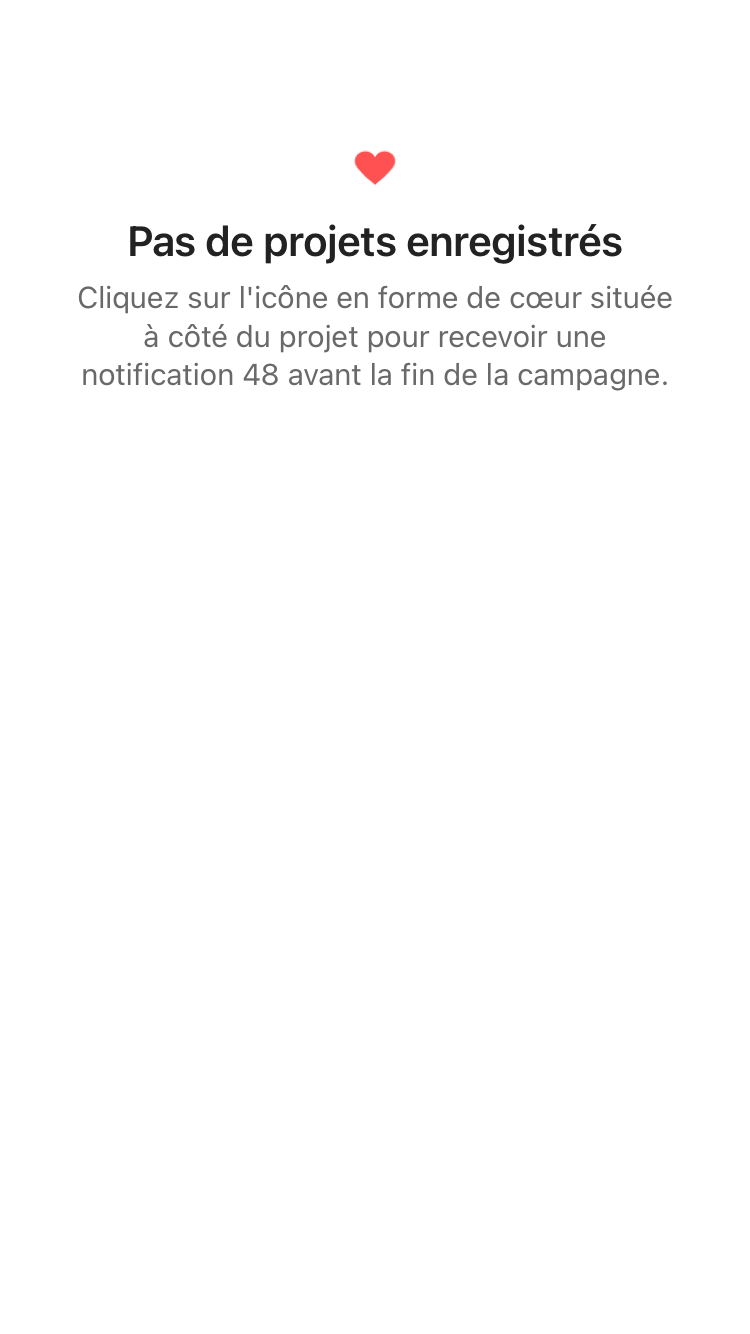 Pas de projets enregistrés
Cliquez sur l'icône en forme de cœur située
à côté du projet pour recevoir une
notification 48 avant la fin de la campagne.